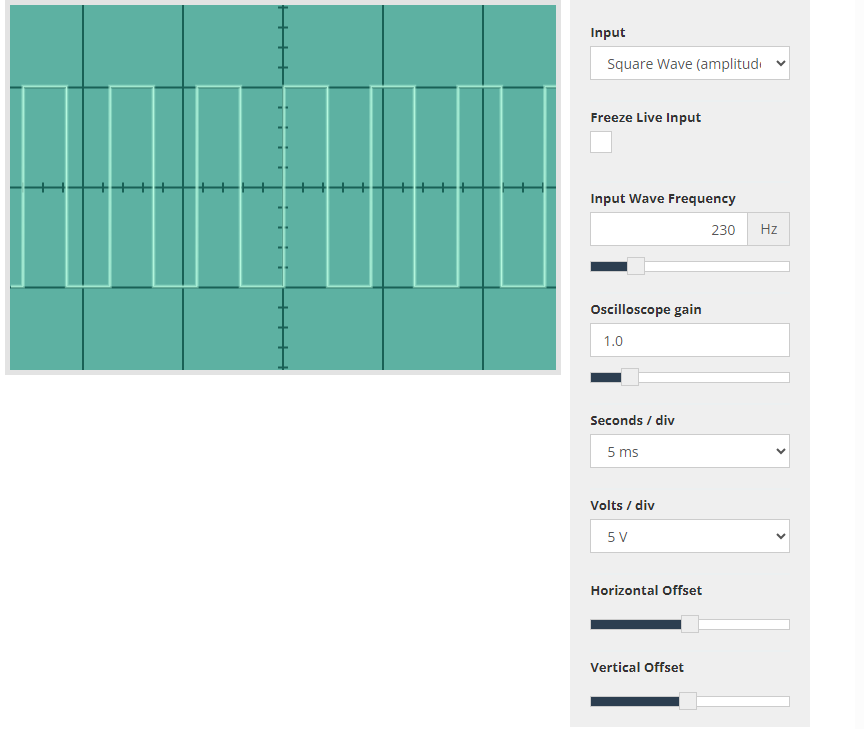 Input
Square Wave (amplitude
Freeze Live Input
Input Wave Frequency
230 Hz
Oscilloscope gain
1.0
Seconds / div
5 ms
Volts / div
5 V
Horizontal Offset
Vertical Offset